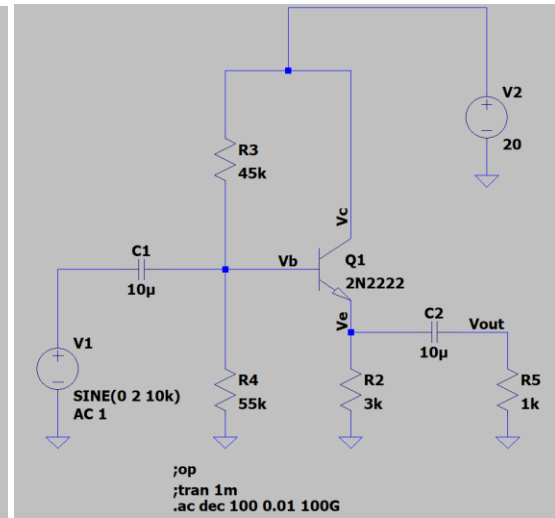 V2
20
R3
45k
Vc
C1
10µ
Vb
Q1
2N2222
Ve
C2
10µ
Vout
V1
SINE(0 2 10k)
AC 1
R4
55k
R2
3k
R5
1k
;op
;tran 1m
.ac dec 100 0.01 100G